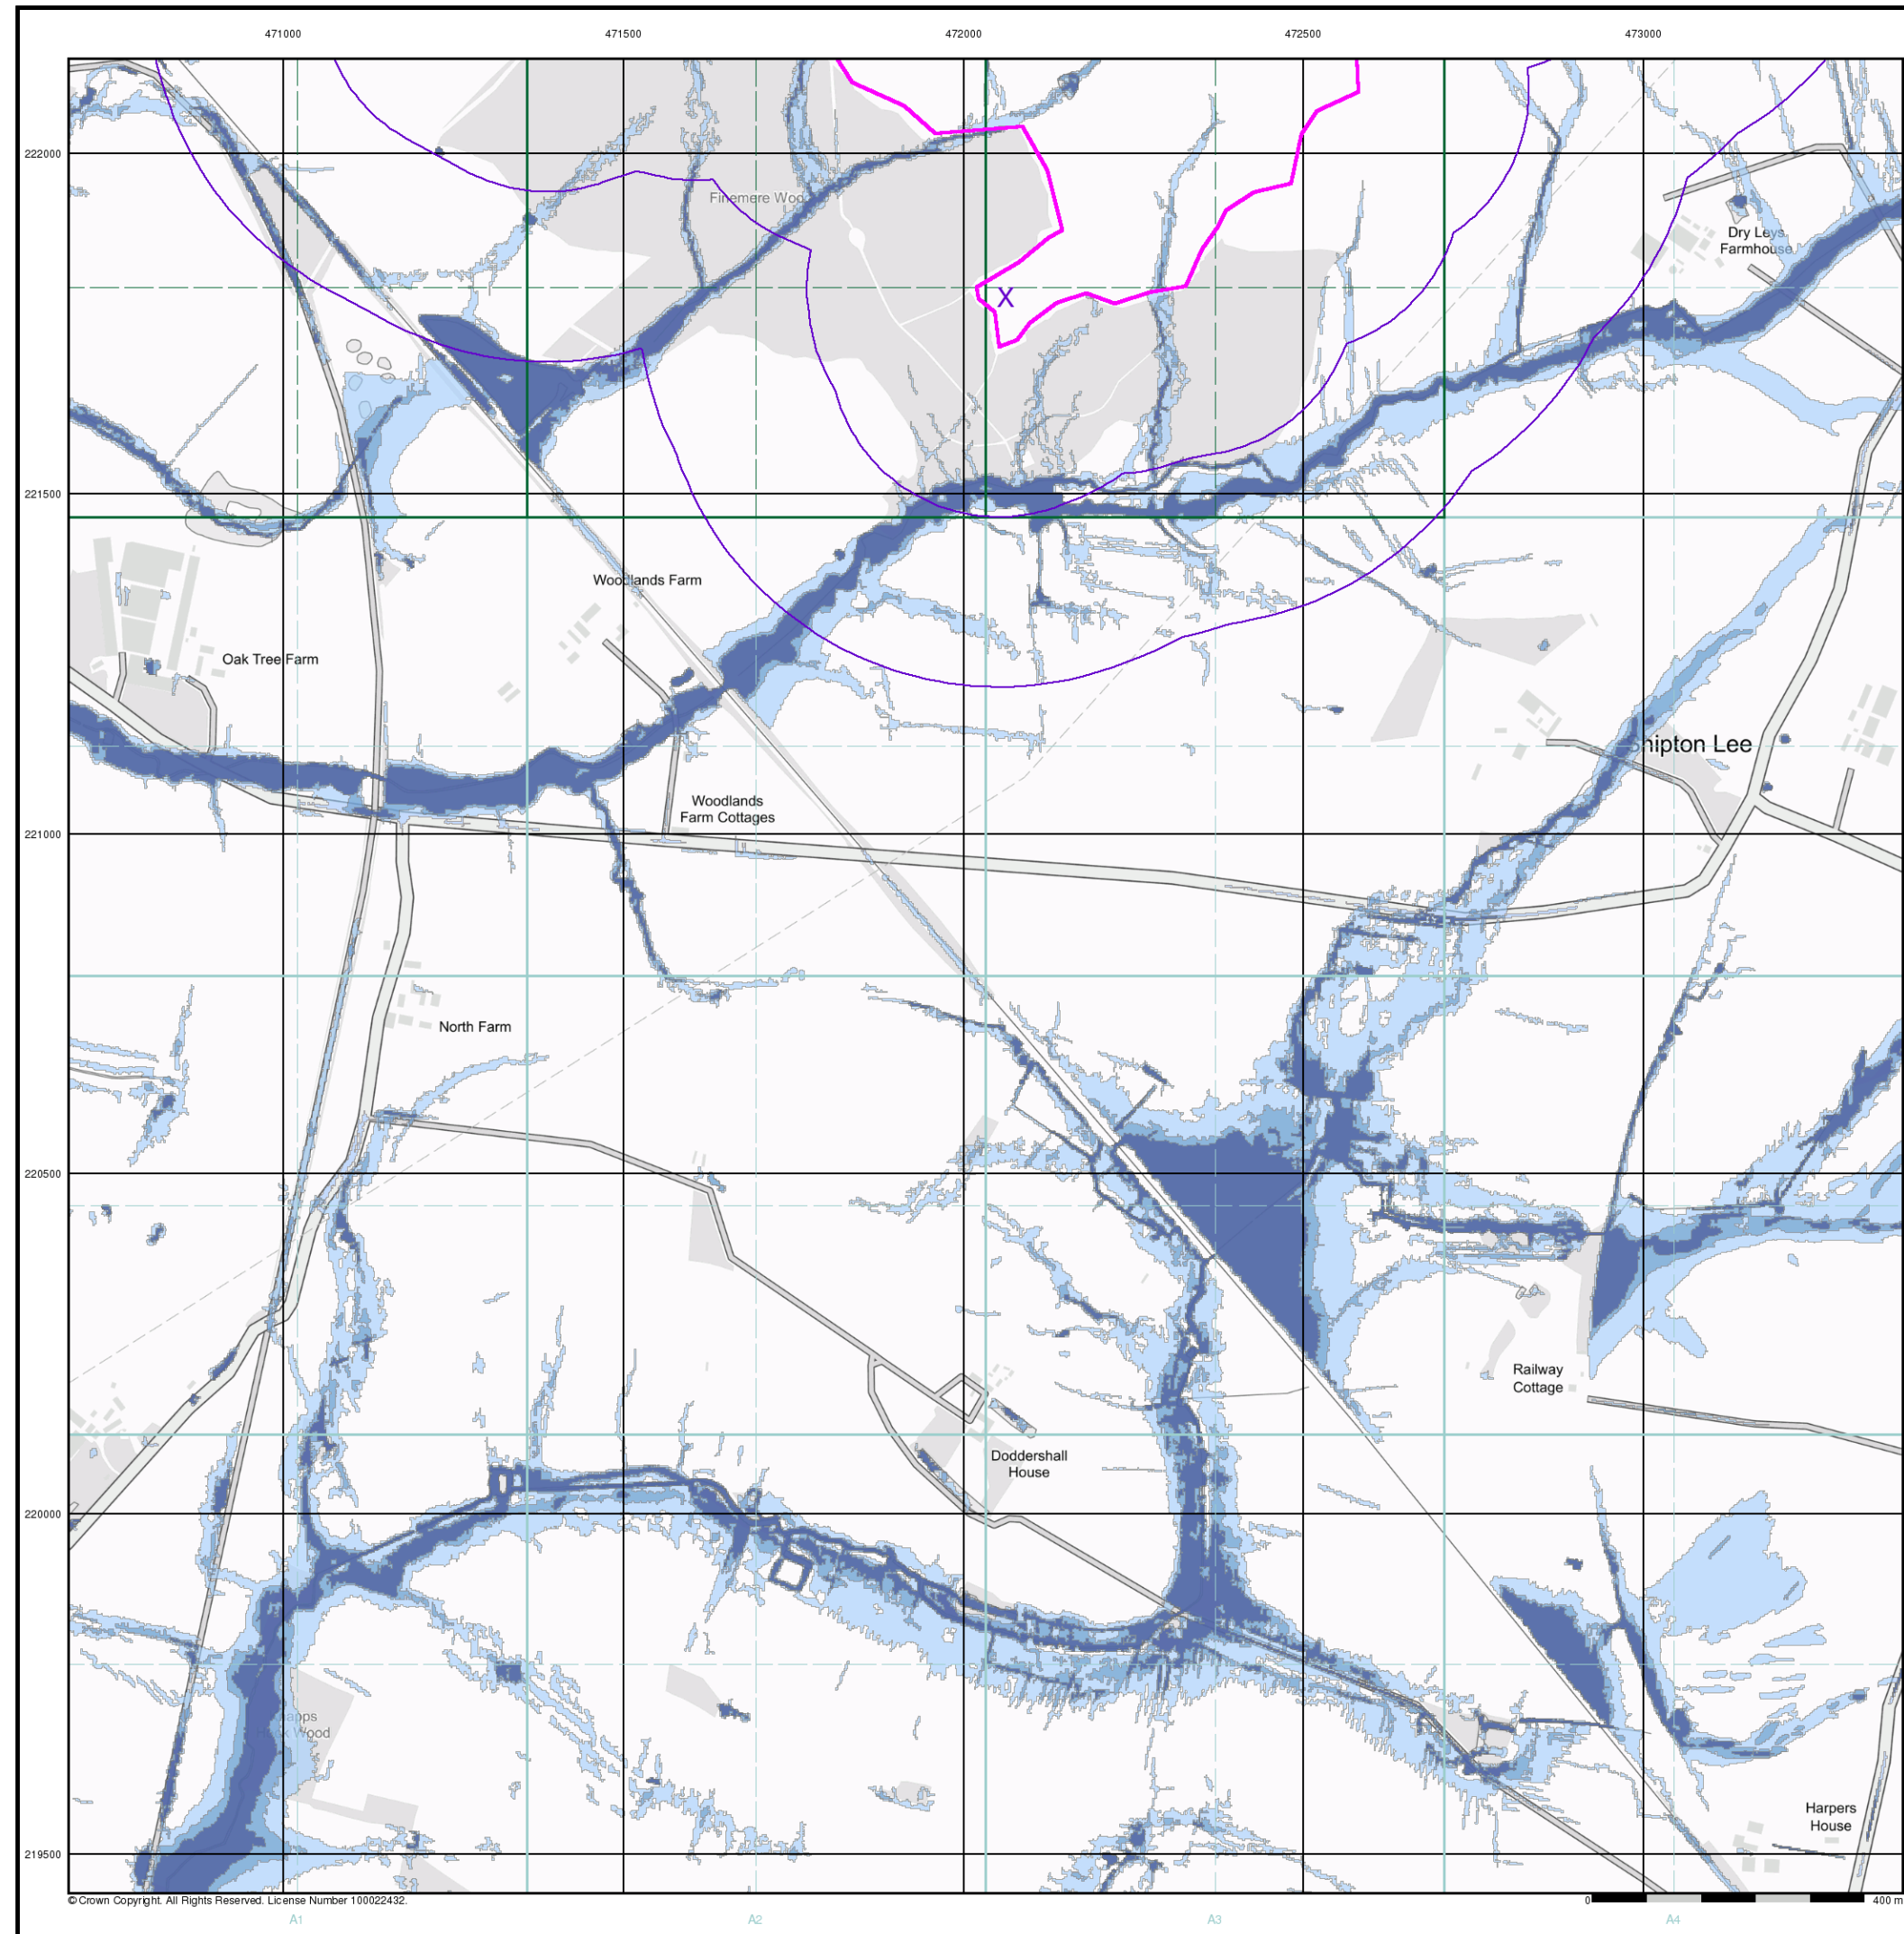 471000 471500 472000 472500 473000
222000
Finemere Woo
X
Dry Leys
Farmhouse
221500
Woodlands Farm
Oak Tree Farm
Shipton Lee
Woodlands
Farm Cottages
221000
North Farm
220500
Railway
Cottage
Doddershall
House
220000
Wood
Harpers
House
219500
© Crown Copyright. All Rights Reserved. License Number 100022432.
0 400 m
A1 A2 A3 A4